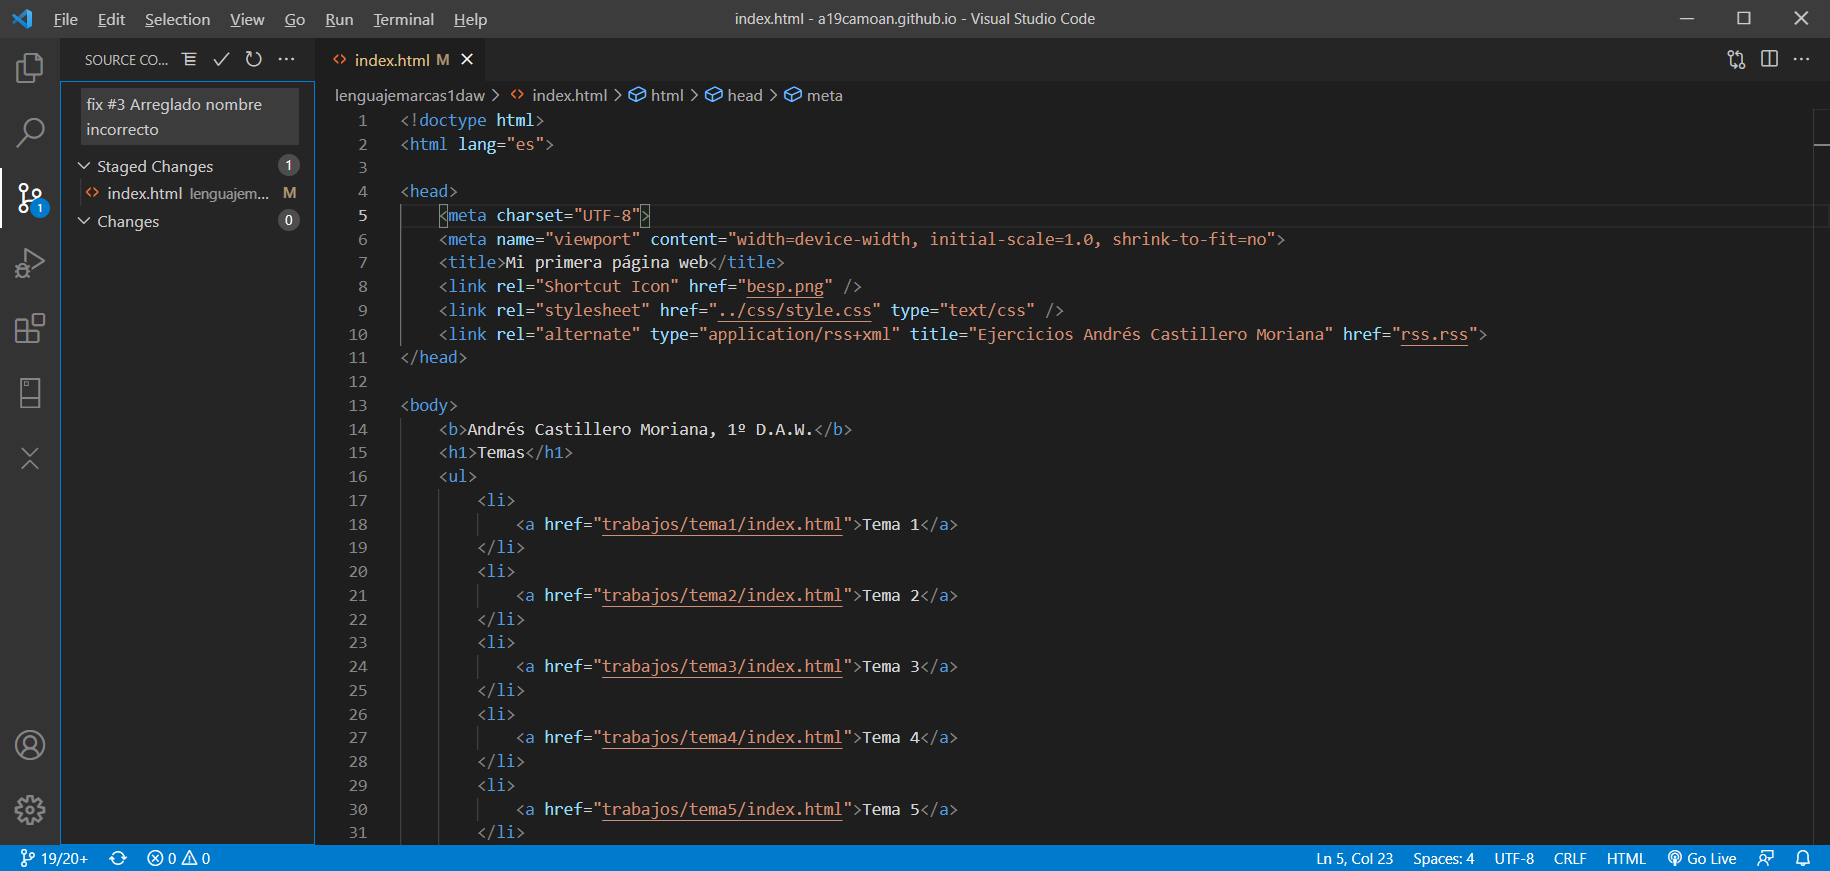 File Edit Selection View Go Run Terminal Help
index.html - a19camoan.github.io - Visual Studio Code
SOURCE CO...
index.html M
fix #3 Arreglado nombre
incorrecto
Staged Changes 1
index.html lenguajem... M
Changes 0
1
lenguajemarcas1daw > index.html > html > head > meta
1 <!doctype html>
2 <html lang="es">
3
4 <head>
5 <meta charset="UTF-8">
6 <meta name="viewport" content="width=device-width, initial-scale=1.0, shrink-to-fit=no">
7 <title>Mi primera página web</title>
8 <link rel="Shortcut Icon" href="besp.png" />
9 <link rel="stylesheet" href="../css/style.css" type="text/css" />
10 <link rel="alternate" type="application/rss+xml" title="Ejercicios Andrés Castillero Moriana" href="rss.rss">
11 </head>
12
13 <body>
14 <b>Andrés Castillero Moriana, 1º D.A.W.</b>
15 <h1>Temas</h1>
16 <ul>
17 <li>
18 <a href="trabajos/tema1/index.html">Tema 1</a>
19 </li>
20 <li>
21 <a href="trabajos/tema2/index.html">Tema 2</a>
22 </li>
23 <li>
24 <a href="trabajos/tema3/index.html">Tema 3</a>
25 </li>
26 <li>
27 <a href="trabajos/tema4/index.html">Tema 4</a>
28 </li>
29 <li>
30 <a href="trabajos/tema5/index.html">Tema 5</a>
31 </li>
19/20+ 0 0
Ln 5, Col 23 Spaces: 4 UTF-8 CRLF HTML Go Live